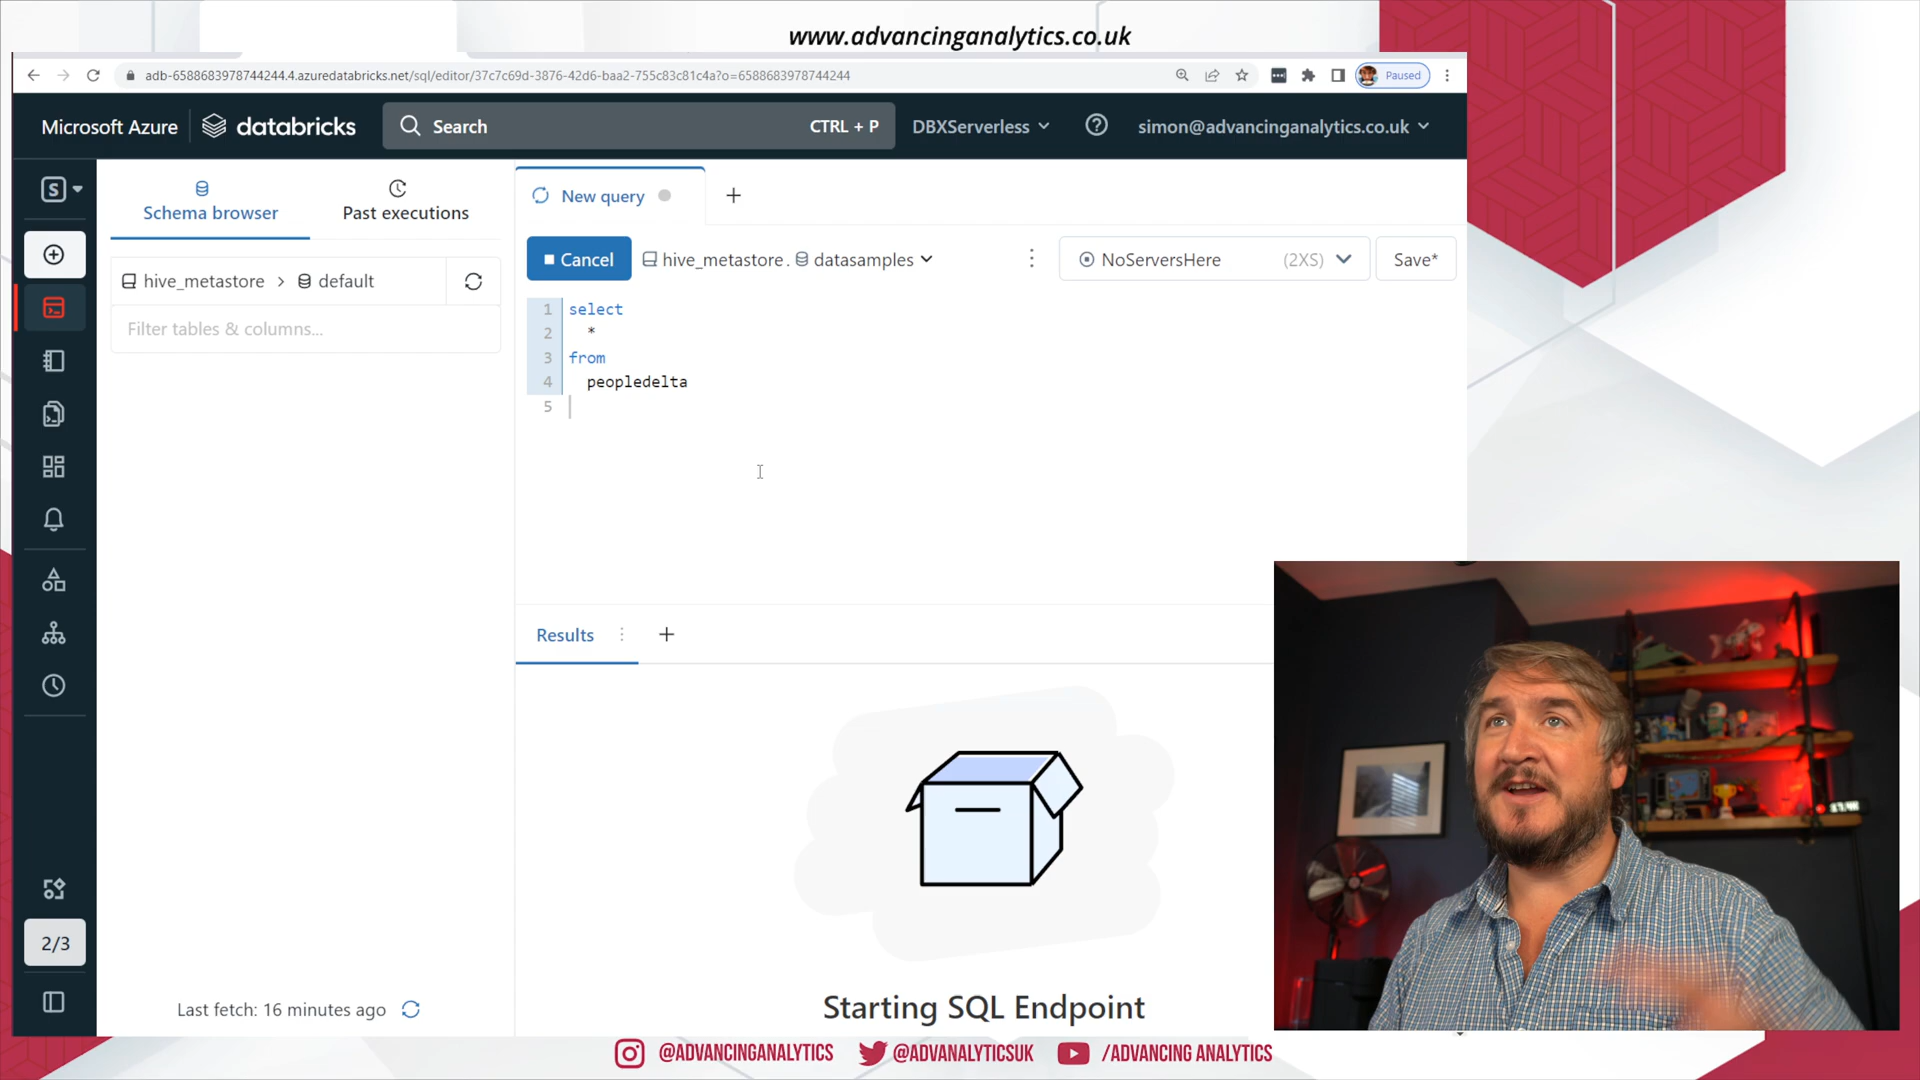 www.advancinganalytics.co.uk
adb-6588683978744244.4.azuredatabricks.net/sql/editor/37c7c69d-3876-42d6-baa2-755c83c81c4a?o=6588683978744244
Paused
Microsoft Azure databricks Search CTRL + P DBXServerless simon@advancinganalytics.co.uk
S
Schema browser Past executions
New query
Cancel hive_metastore. datasamples NoServersHere (2XS) Save*
hive_metastore > default
Filter tables & columns...
1 select
2 *
3 from
4 peopledelta
5
Results
2/3
Last fetch: 16 minutes ago
Starting SQL Endpoint
@ADVANCINGANALYTICS @ADVANALYTICSUK /ADVANCING ANALYTICS